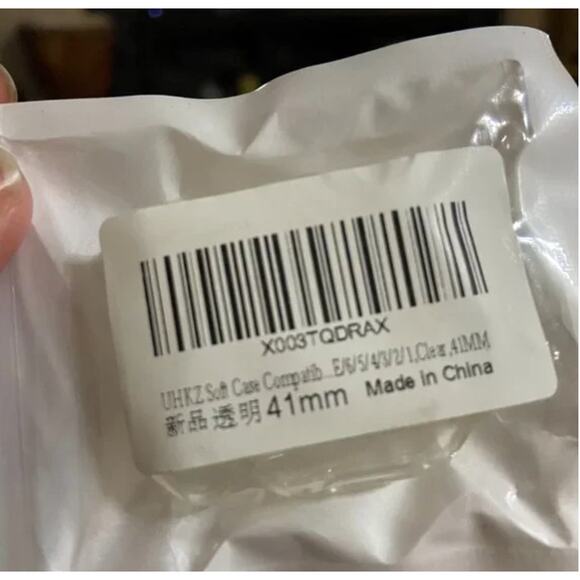 X003TQDRAX
UHKZ Soft Case Compatib...E/6/5/4/3/2/1,Clear,41MM
新品 透明 41mm Made in China